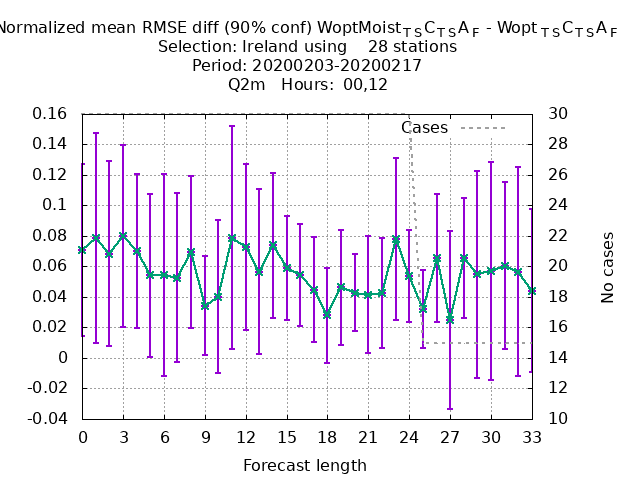 Normalized mean RMSE diff (90% conf) WoptMoist_TSC_TSA_F - Wopt_TSC_TSA_F
Selection: Ireland using 28 stations
Period: 20200203-20200217
Q2m Hours: 00,12
0.16 30
Cases
0.14 28
0.12 26
0.1 24
0.08 22
0.06 20
0.04 18
0.02 16
0 14
-0.02 12
-0.04 10
No cases
0 3 6 9 12 15 18 21 24 27 30 33
Forecast length